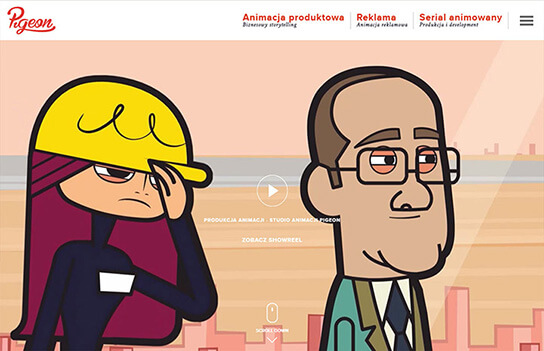 Pigeon
Animacja produktowa
Biznesowy storytelling
Reklama
Animacja reklamowa
Serial animowany
Produkcja i development
PRODUKCJA ANIMACJI - STUDIO ANIMACJI PIGEON
ZOBACZ SHOWREEL
SCROLL DOWN